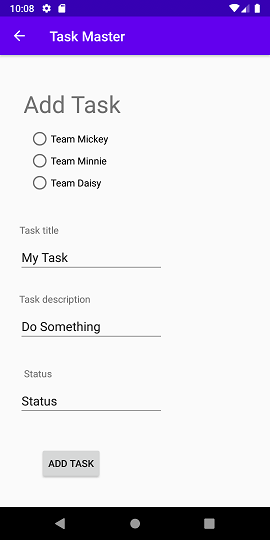 10:08
Task Master
Add Task
Team Mickey
Team Minnie
Team Daisy
Task title
My Task
Task description
Do Something
Status
Status
ADD TASK